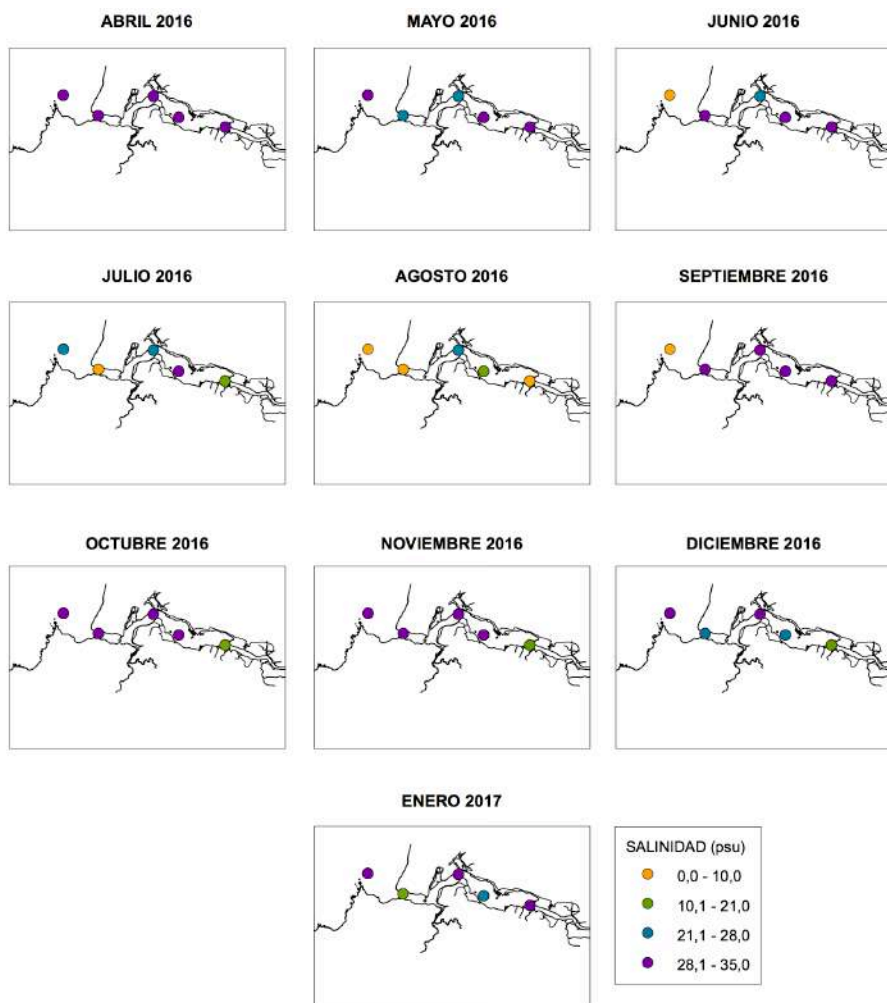 ABRIL 2016
MAYO 2016
JUNIO 2016
JULIO 2016
AGOSTO 2016
SEPTIEMBRE 2016
OCTUBRE 2016
NOVIEMBRE 2016
DICIEMBRE 2016
ENERO 2017
SALINIDAD (psu)
0,0 - 10,0
10,1 - 21,0
21,1 - 28,0
28,1 - 35,0